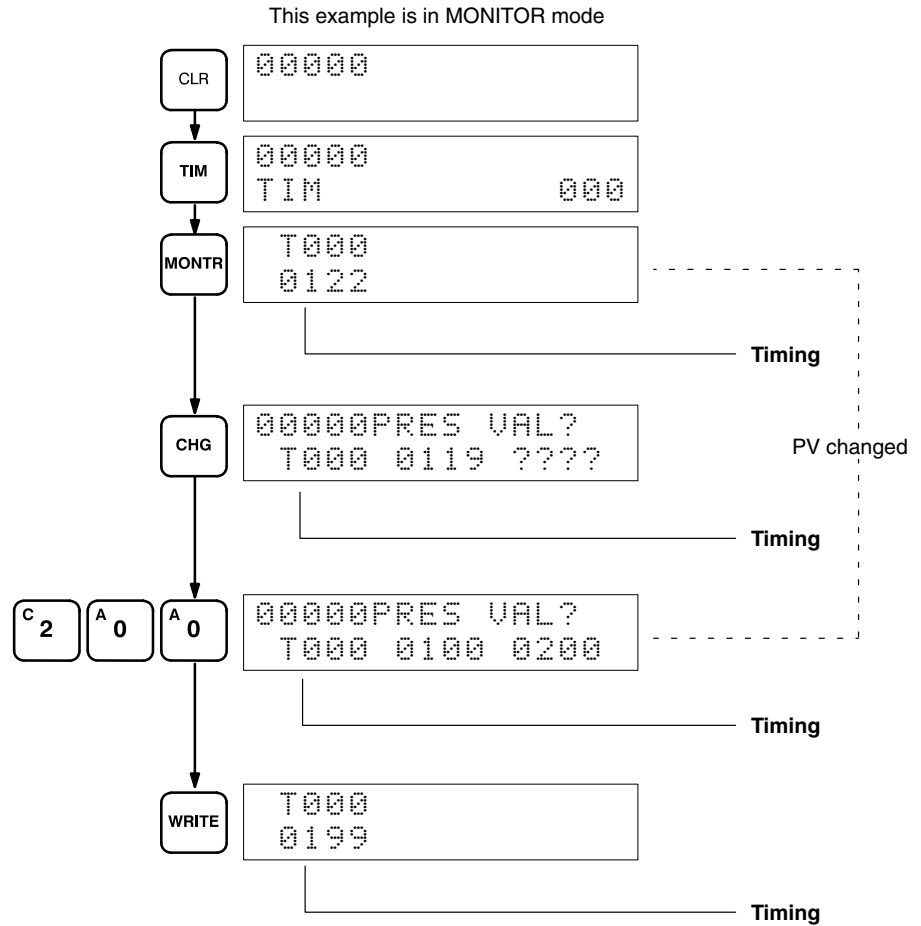 This example is in MONITOR mode
CLR
00000
TIM
00000
TIM 000
MONTR
T000
0122
Timing
CHG
00000PRES VAL?
T000 0119 ????
PV changed
Timing
C 2 A 0 A 0
00000PRES VAL?
T000 0100 0200
Timing
WRITE
T000
0199
Timing